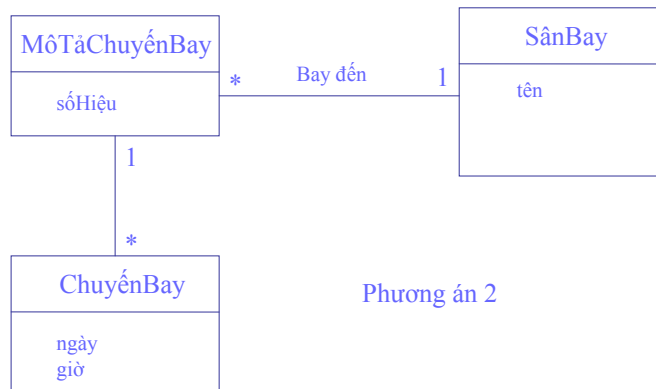 MôTảChuyếnBay
sốHiệu
*
Bay đến
1
SânBay
tên
1
*
ChuyếnBay
ngày
giờ
Phương án 2